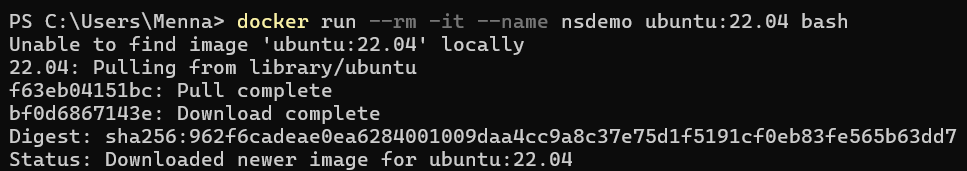 PS C:\Users\Menna> docker run --rm -it --name nsdemo ubuntu:22.04 bash
Unable to find image 'ubuntu:22.04' locally
22.04: Pulling from library/ubuntu
f63eb04151bc: Pull complete
bf0d6867143e: Download complete
Digest: sha256:962f6cadeae0ea6284001009daa4cc9a8c37e75d1f5191cf0eb83fe565b63dd7
Status: Downloaded newer image for ubuntu:22.04